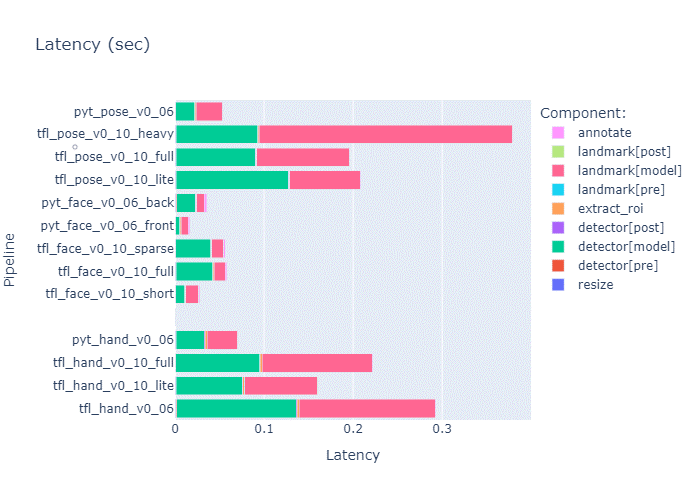 Latency (sec)
Component:
annotate
landmark[post]
landmark[model]
landmark[pre]
extract_roi
detector[post]
detector[model]
detector[pre]
resize
Pipeline
pyt_pose_v0_06
tfl_pose_v0_10_heavy
tfl_pose_v0_10_full
tfl_pose_v0_10_lite
pyt_face_v0_06_back
pyt_face_v0_06_front
tfl_face_v0_10_sparse
tfl_face_v0_10_full
tfl_face_v0_10_short
pyt_hand_v0_06
tfl_hand_v0_10_full
tfl_hand_v0_10_lite
tfl_hand_v0_06
0 0.1 0.2 0.3
Latency